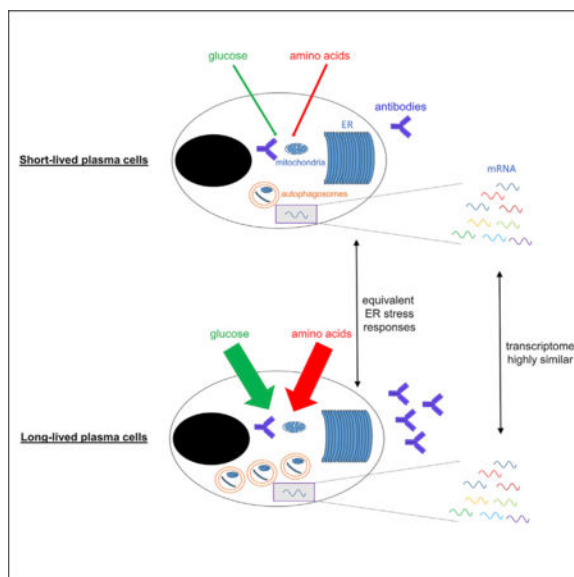 glucose
amino acids
antibodies
ER
Short-lived plasma cells
mitochondria
mRNA
autophagosomes
equivalent
ER stress
responses
transcriptome
highly similar
glucose
amino acids
Long-lived plasma cells